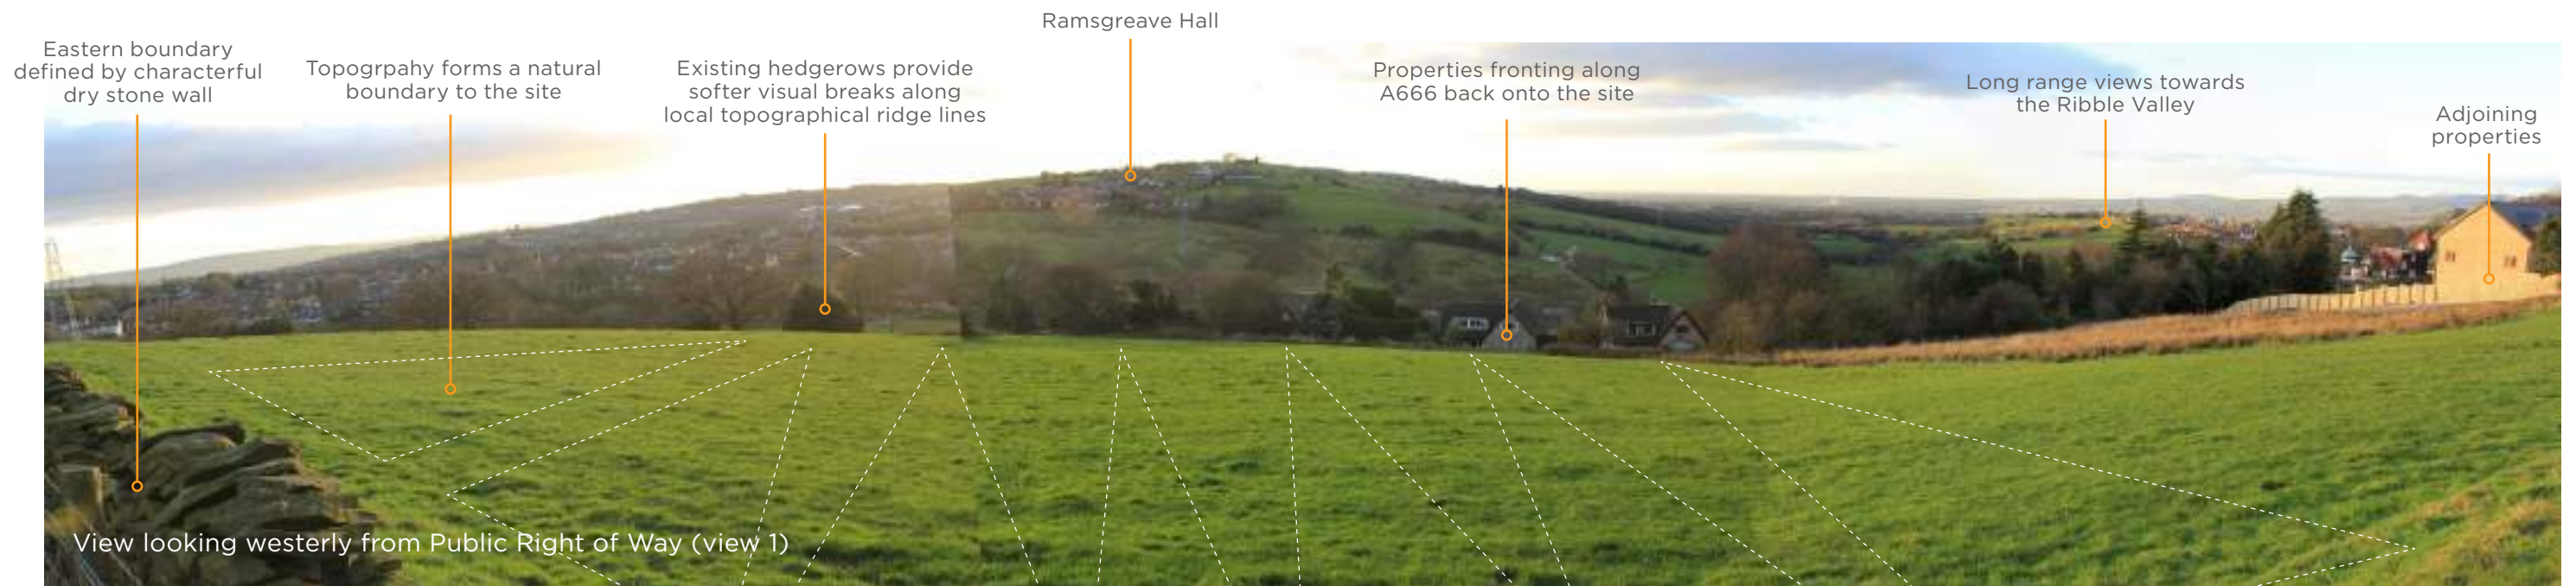 Ramsgreave Hall
Eastern boundary
defined by characterful
dry stone wall
Topogrpahy forms a natural
boundary to the site
Existing hedgerows provide
softer visual breaks along
local topographical ridge lines
Properties fronting along
A666 back onto the site
Long range views towards
the Ribble Valley
Adjoining
properties
View looking westerly from Public Right of Way (view 1)